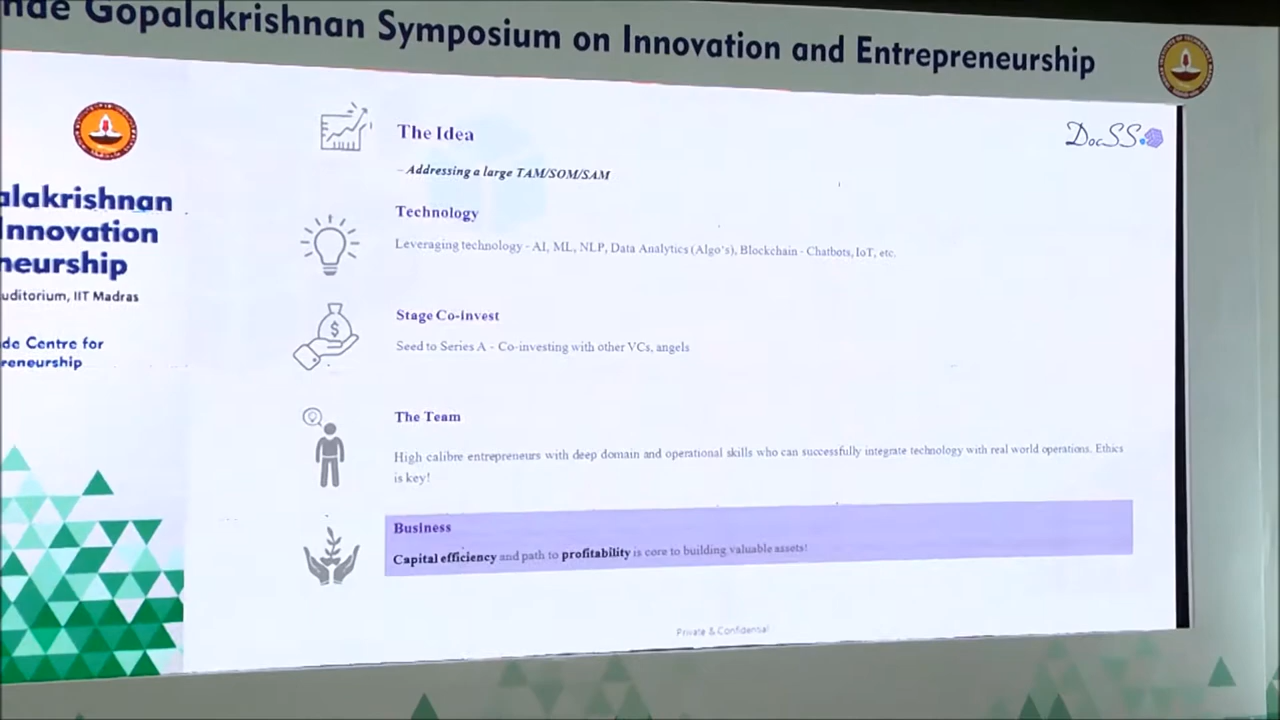 Gopalakrishnan Symposium on Innovation and Entrepreneurship
The Idea
– Addressing a large TAM/SOM/SAM
Technology
Leveraging technology - AI, ML, NLP, Data Analytics (Algo's), Blockchain - Chatbots, IoT, etc.
Stage Co-invest
Seed to Series A - Co-investing with other VCs, angels
The Team
High calibre entrepreneurs with deep domain and operational skills who can successfully integrate technology with real world operations. Ethics
is key!
Business
Capital efficiency and path to profitability is core to building valuable assets!
Private & Confidential
DocSS
alakrishnan
nnovation
neurship
uditorium, IIT Madras
de Centre for
reneurship